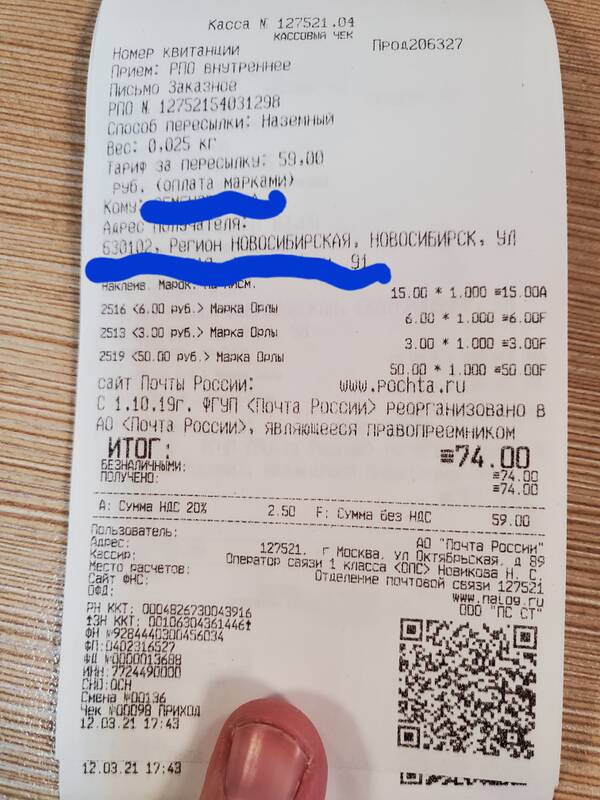 Касса N 127521.04
КАССОВЫЙ ЧЕК
Номер квитанции Прод206327
Прием: РПО внутреннее
Письмо Заказное
РПО N 12752154031298
Способ пересылки: Наземный
Вес: 0.025 кг
Тариф за пересылку: 59,00
руб. (оплата марками)
Кому:
Адрес получателя:
630102, Регион НОВОСИБИРСКАЯ, НОВОСИБИРСК, УЛ
91
Наклеив. Марок. на письм.
15.00 * 1.000 ≡15.00A
2516 <6.00 руб.> Марка Орлы
6.00 * 1.000 ≡6.00F
2513 <3.00 руб.> Марка Орлы
3.00 * 1.000 ≡3.00F
2519 <50.00 руб.> Марка Орлы
50.00 * 1.000 ≡50.00F
сайт Почты России: www.pochta.ru
С 1.10.19г. ФГУП <Почта России> реорганизовано в
АО <Почта России>, являющееся правопреемником
ИТОГ: ≡74.00
БЕЗНАЛИЧНЫМИ: ≡74.00
ПОЛУЧЕНО: ≡74.00
A: Сумма НДС 20% 2.50 F: Сумма без НДС 59.00
Пользователь: АО "Почта России"
Адрес: 127521, г Москва, ул Октябрьская, д 89
Кассир: Оператор связи 1 класса <ОПС> Новикова Н. С.
Место расчетов: Отделение почтовой связи 127521
Сайт ФНС: www.nalog.ru
ОФД: ООО "ПС СТ"
РН ККТ: 0004826730043916
ЗН ККТ: 00106304361446
ФН №9284440300456034
ФП:0402316527
ФД №0000013688
ИНН:7724490000
СНО:ОСН
Смена №00136
Чек №00098 ПРИХОД
12.03.21 17:43
12.03.21 17:43